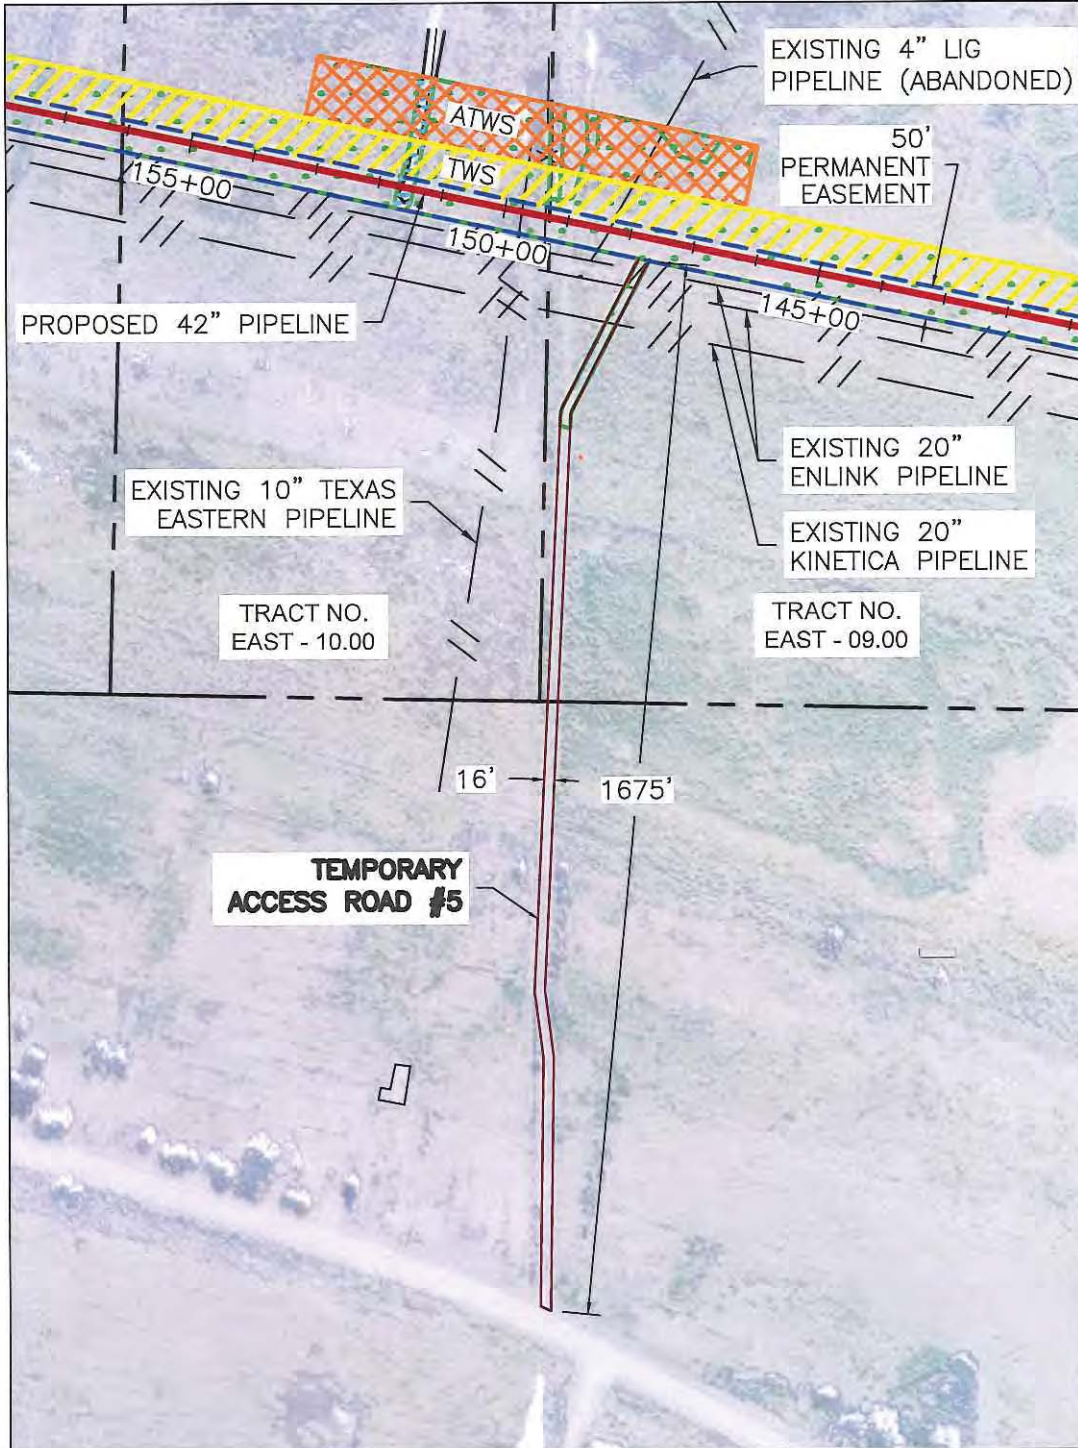 EXISTING 4" LIG
PIPELINE (ABANDONED)
ATWS
50'
PERMANENT
EASEMENT
TWS
155+00
150+00
145+00
PROPOSED 42" PIPELINE
EXISTING 20"
ENLINK PIPELINE
EXISTING 10" TEXAS
EASTERN PIPELINE
EXISTING 20"
KINETICA PIPELINE
TRACT NO.
EAST - 10.00
TRACT NO.
EAST - 09.00
16'
1675'
TEMPORARY
ACCESS ROAD #5